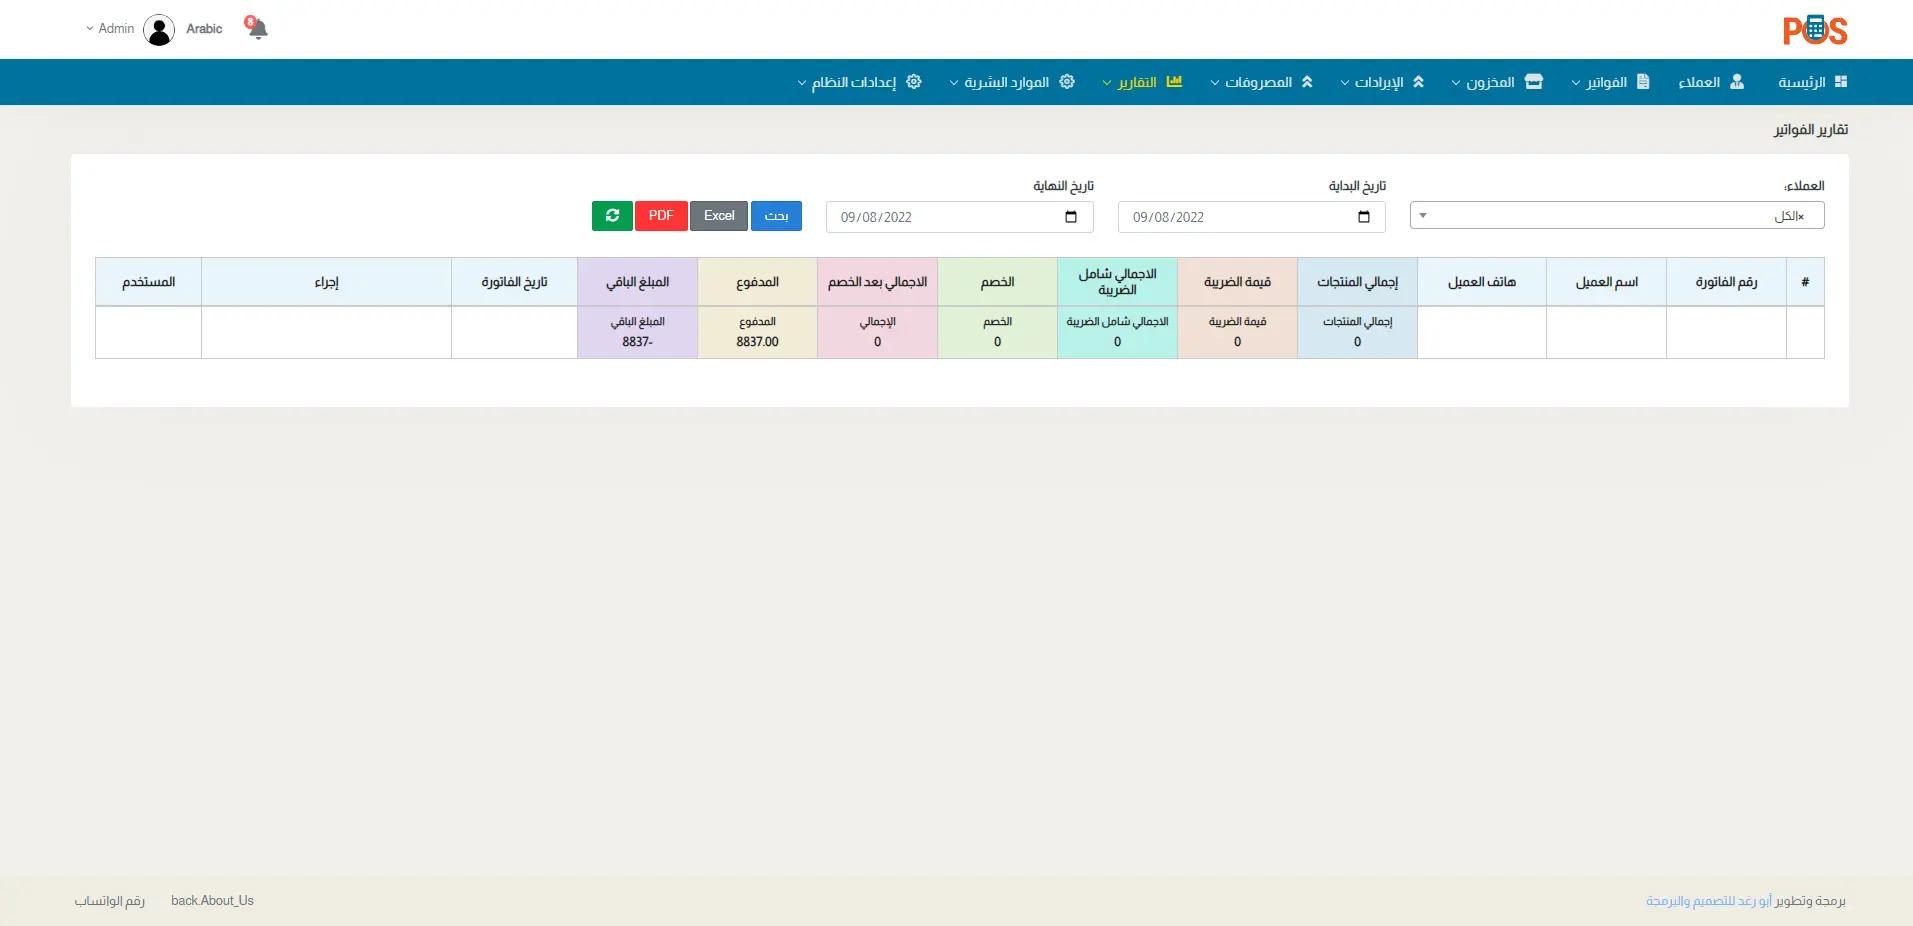 POS
8
Arabic
Admin
الرئيسية
العملاء
الفواتير
المخزون
الإيرادات
المصروفات
التقارير
الموارد البشرية
إعدادات النظام
تقارير الفواتير
العملاء:
×الكل
تاريخ البداية
09/08/2022
تاريخ النهاية
09/08/2022
بحث
Excel
PDF
#
رقم الفاتورة
اسم العميل
هاتف العميل
إجمالي المنتجات
قيمة الضريبة
الاجمالي شامل
الضريبة
الخصم
الاجمالي بعد الخصم
المدفوع
المبلغ الباقي
تاريخ الفاتورة
إجراء
المستخدم
إجمالي المنتجات
0
قيمة الضريبة
0
الاجمالي شامل الضريبة
0
الخصم
0
الإجمالي
0
المدفوع
8837.00
المبلغ الباقي
8837-
برمجة وتطوير أبو رغد للتصميم والبرمجة
back.About_Us
رقم الواتساب